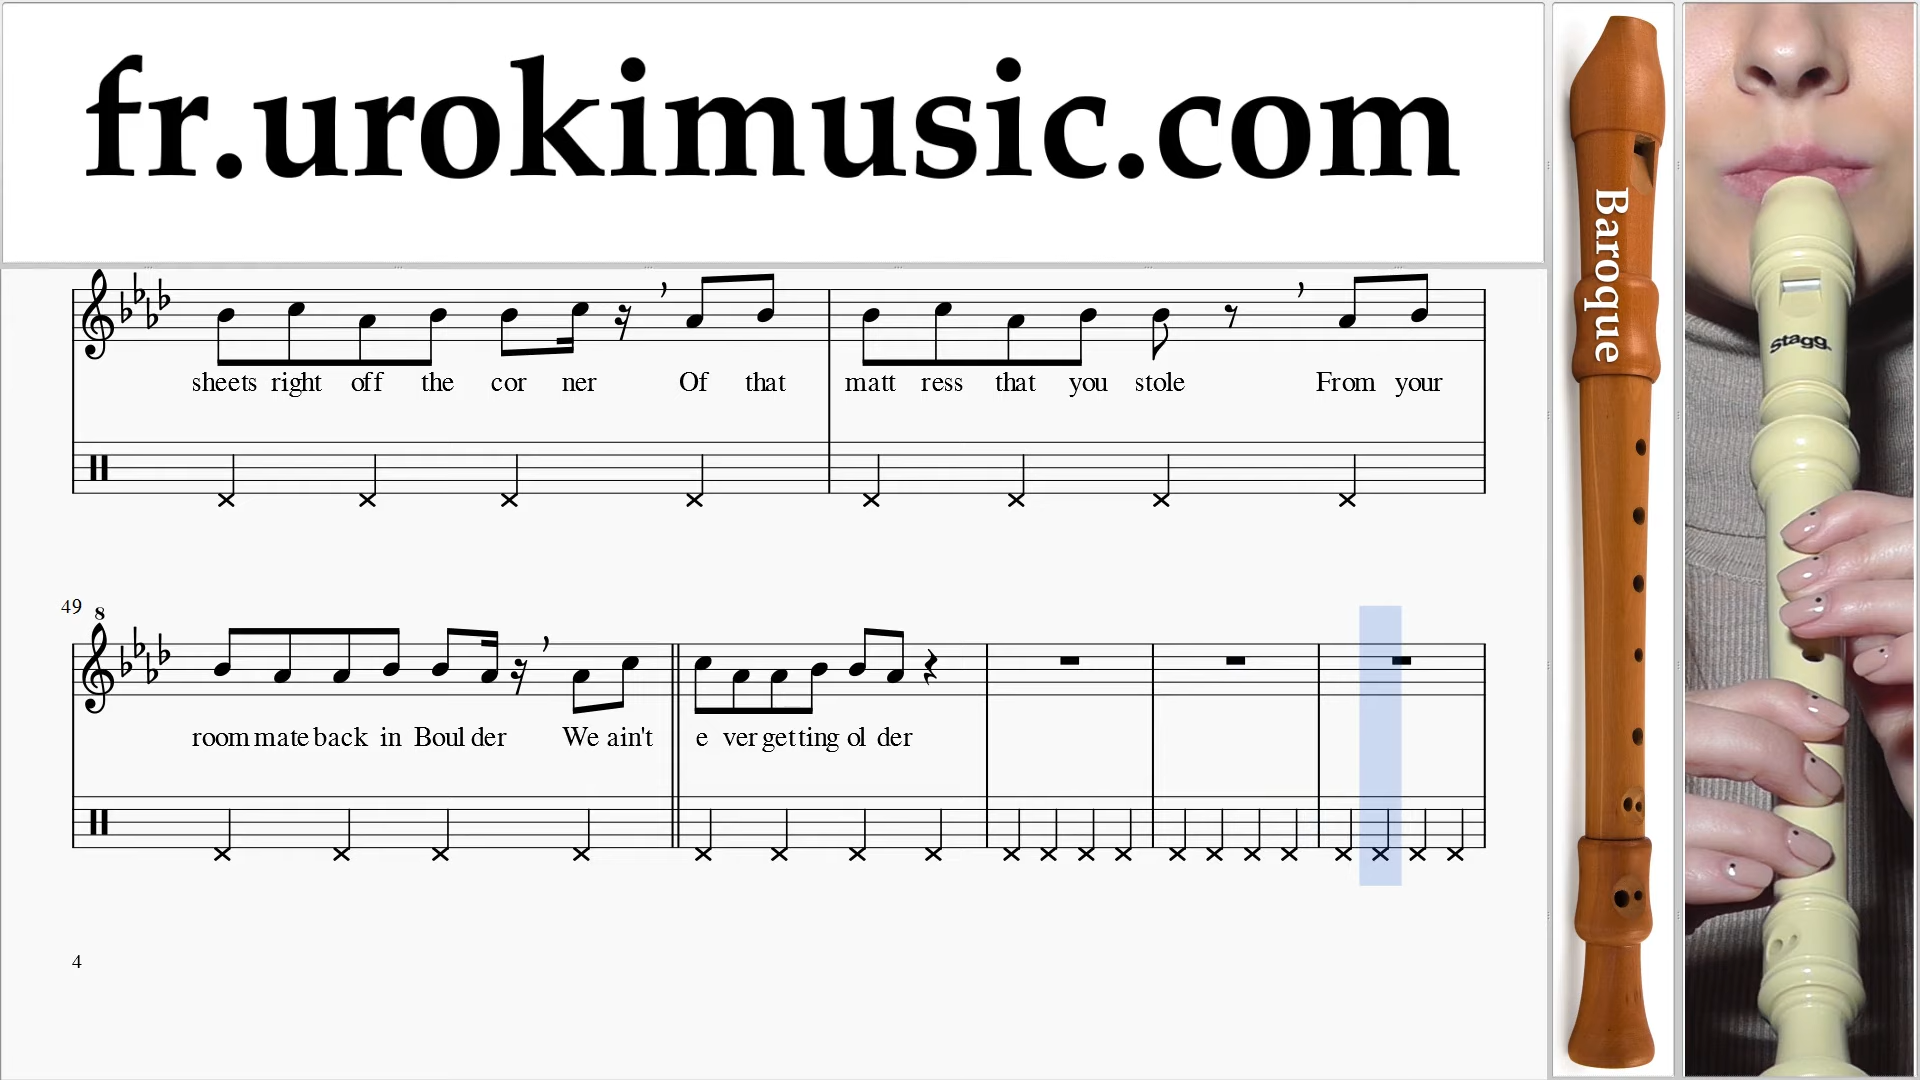 fr.urokimusic.com
sheets right off the cor ner Of that matt ress that you stole From your
49 8
room mate back in Boul der We ain't e ver get ting ol der
4
Baroque
Stagg